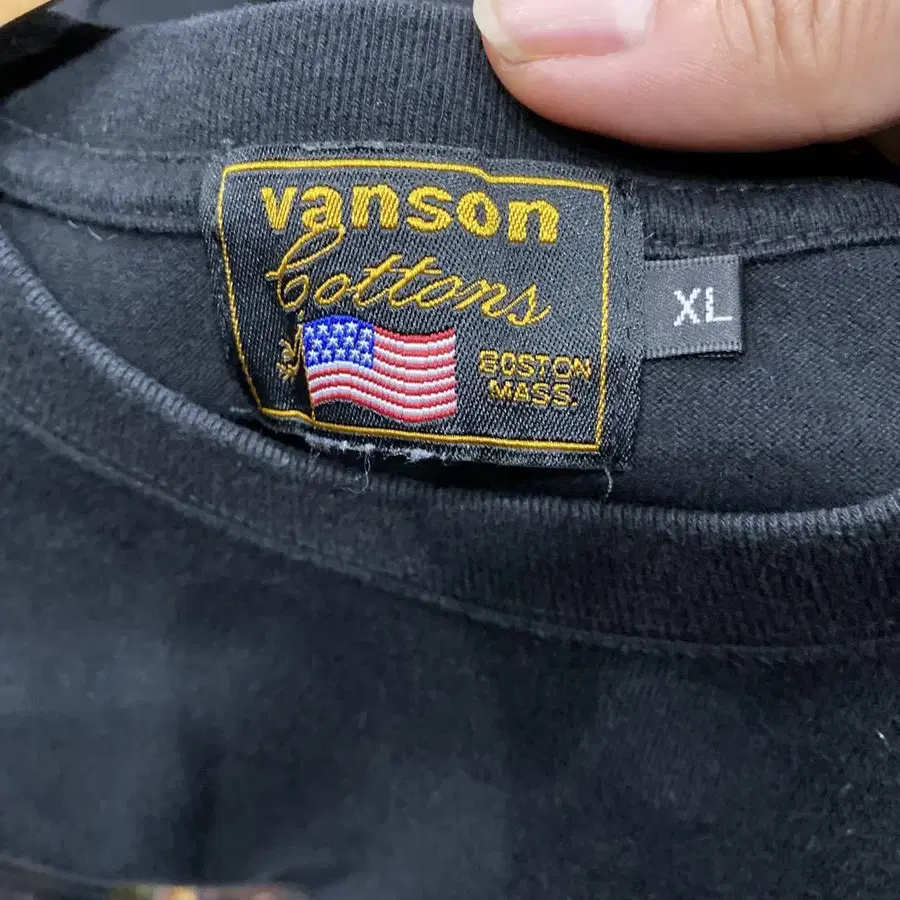 vanson
Cottons
BOSTON
MASS.
XL